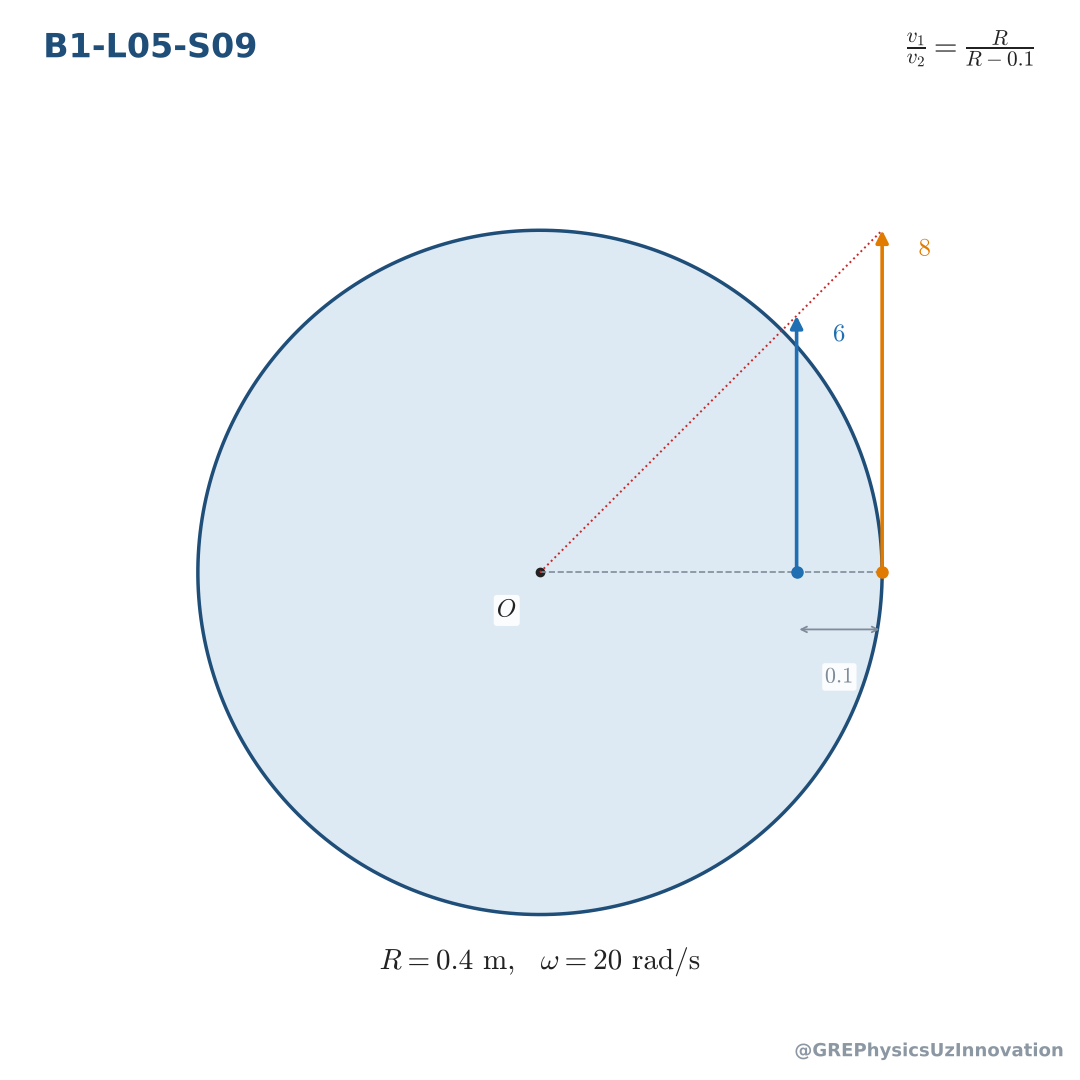 B1-L05-S09
v₁/v₂ = R/(R − 0.1)
8
6
O
0.1
R = 0.4 m, ω = 20 rad/s
@GREPhysicsUzInnovation